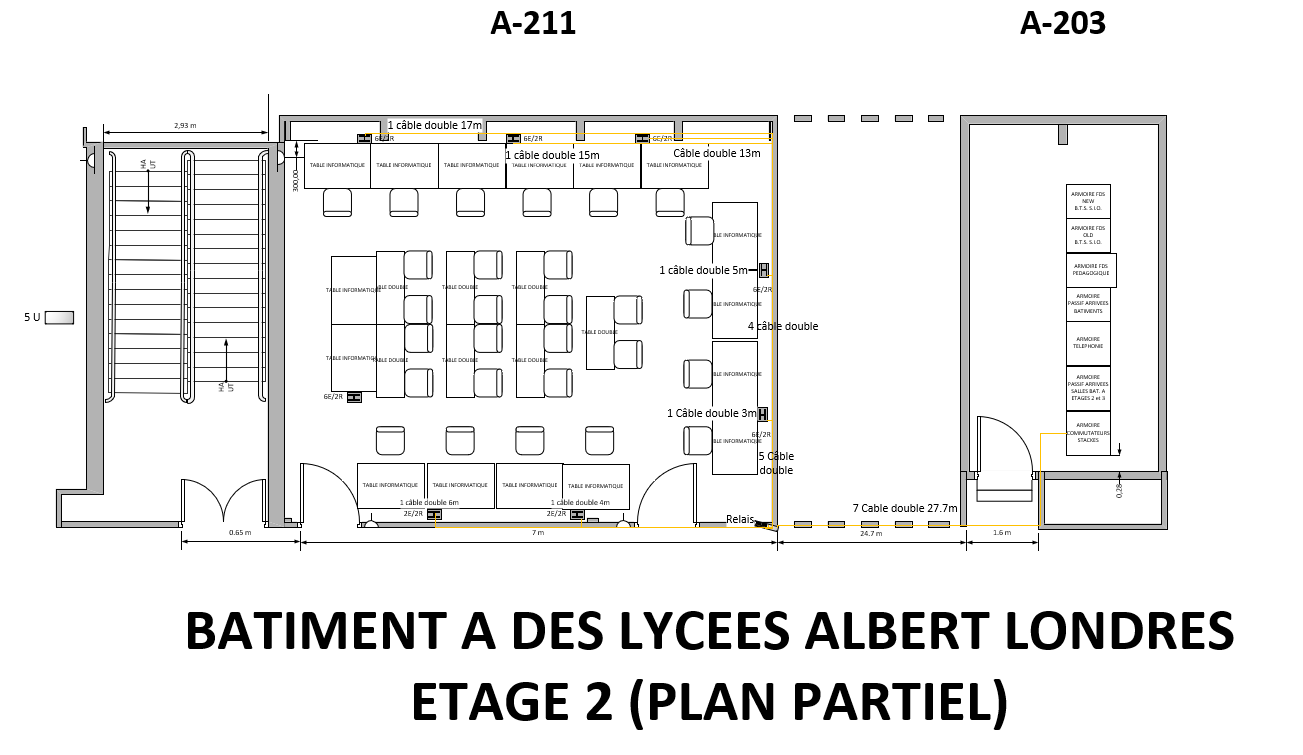 A-211
A-203
2,93 m
1 câble double 17m
6E/2R
6E/2R
6E/2R
1 câble double 15m
Câble double 13m
TABLE INFORMATIQUE
TABLE INFORMATIQUE
TABLE INFORMATIQUE
TABLE INFORMATIQUE
TABLE INFORMATIQUE
TABLE INFORMATIQUE
300,00
HA
UT
HA
UT
5 U
BLE INFORMATIQUE
1 câble double 5m
6E/2R
BLE INFORMATIQUE
4 câble double
TABLE INFORMATIQUE
BLE DOUBLE
TABLE DOUBLE
TABLE DOUBLE
TABLE DOUBLE
TABLE INFORMATIQUE
BLE DOUBLE
TABLE DOUBLE
TABLE DOUBLE
BLE INFORMATIQUE
6E/2R
1 Câble double 3m
6E/2R
BLE INFORMATIQUE
5 Câble
double
TABLE INFORMATIQUE
TABLE INFORMATIQUE
TABLE INFORMATIQUE
TABLE INFORMATIQUE
1 câble double 6m
1 câble double 4m
2E/2R
2E/2R
Relais
7 Cable double 27.7m
ARMOIRE FDS
NEW
B.T.S. S.I.O.
ARMOIRE FDS
OLD
B.T.S. S.I.O.
ARMOIRE FDS
PEDAGOGIQUE
ARMOIRE
PASSIF ARRIVEES
BATIMENTS
ARMOIRE
TELEPHONIE
ARMOIRE
PASSIF ARRIVEES
SALLES BAT. A
ETAGES 2 et 3
ARMOIRE
COMMUTATEURS
STACKES
0,28
0.65 m
7 m
24.7 m
1.6 m
BATIMENT A DES LYCEES ALBERT LONDRES
ETAGE 2 (PLAN PARTIEL)